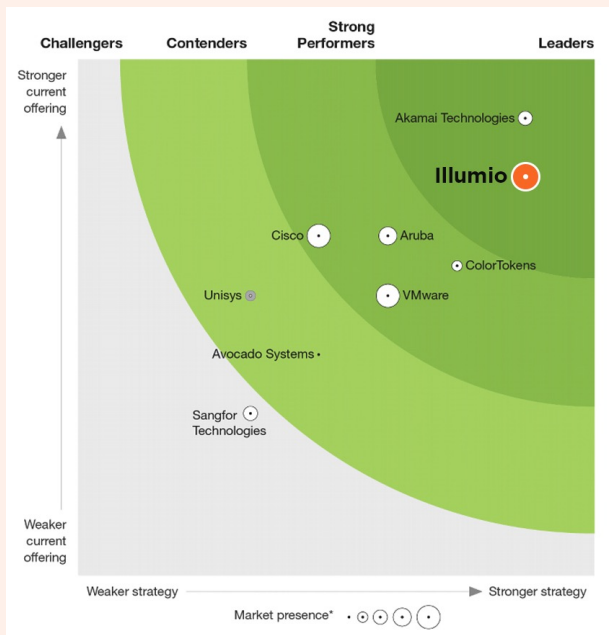 Challengers
Contenders
Strong
Performers
Leaders
Stronger
current
offering
Akamai Technologies
Illumio
Cisco
Aruba
ColorTokens
Unisys
VMware
Avocado Systems
Sangfor
Technologies
Weaker
current
offering
Weaker strategy
Stronger strategy
Market presence*